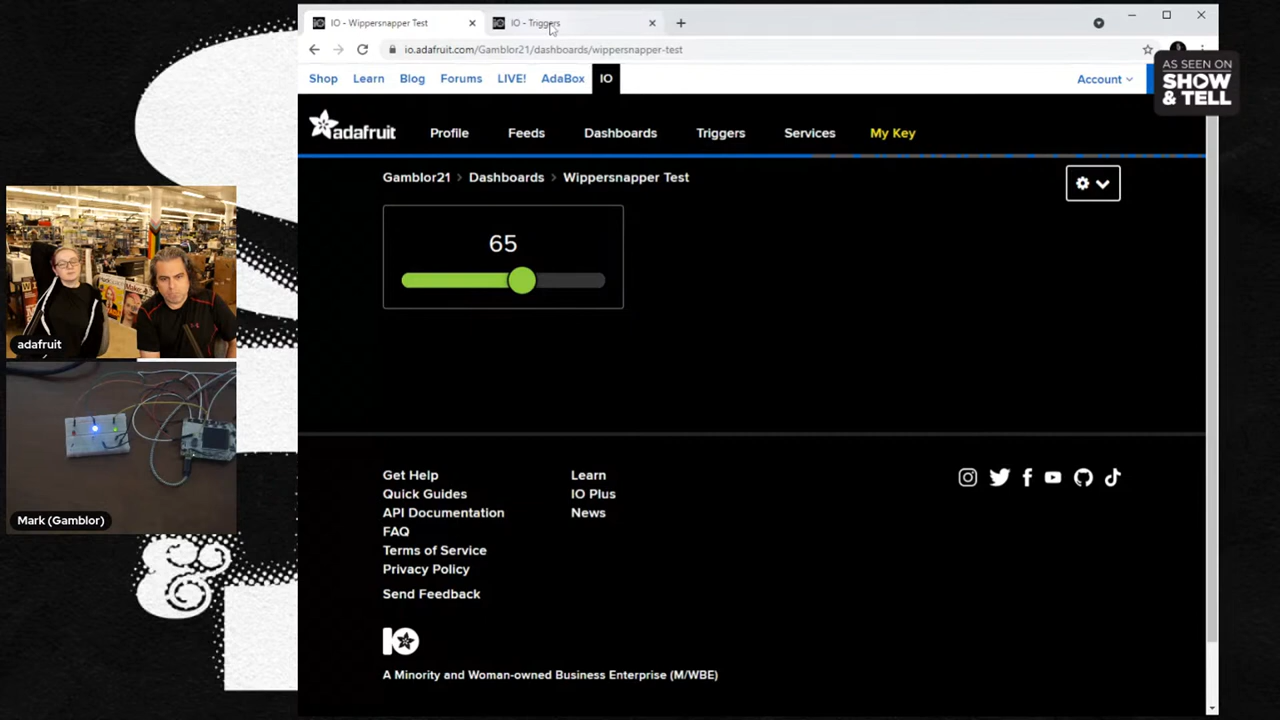 IO - Wippersnapper Test
IO - Triggers
io.adafruit.com/Gamblor21/dashboards/wippersnapper-test
Shop Learn Blog Forums LIVE! AdaBox IO Account
AS SEEN ON
SHOW
& TELL
adafruit Profile Feeds Dashboards Triggers Services My Key
Gamblor21 > Dashboards > Wippersnapper Test
65
adafruit
Mark (Gamblor)
&
Get Help
Quick Guides
API Documentation
FAQ
Terms of Service
Privacy Policy
Send Feedback
Learn
IO Plus
News
IO
A Minority and Woman-owned Business Enterprise (M/WBE)